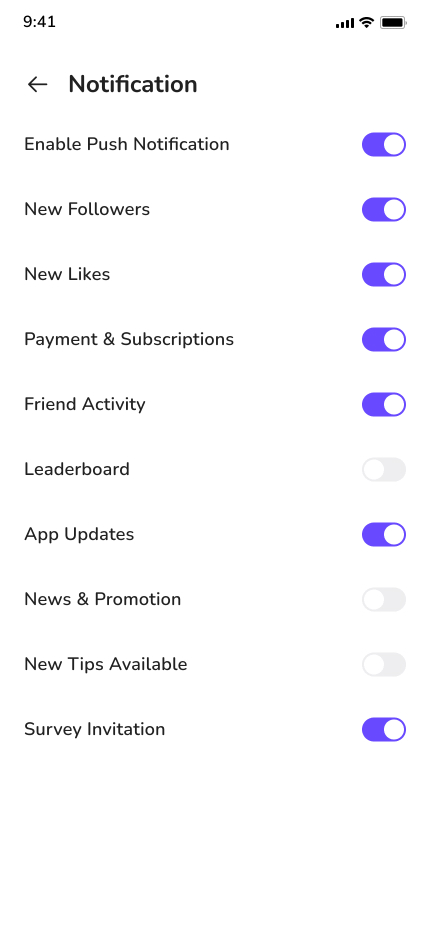 9:41
Notification
Enable Push Notification
New Followers
New Likes
Payment & Subscriptions
Friend Activity
Leaderboard
App Updates
News & Promotion
New Tips Available
Survey Invitation